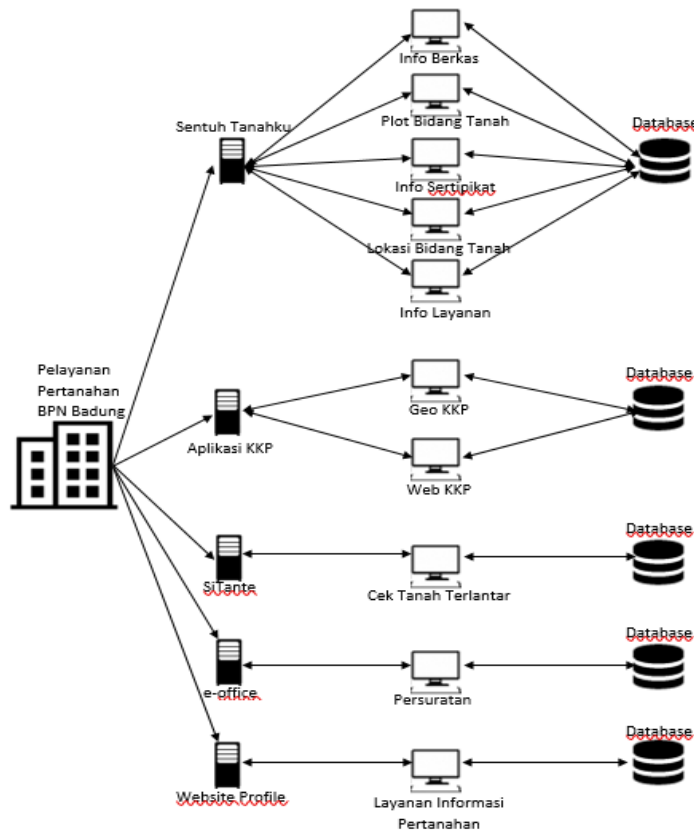 Info Berkas
Plot Bidang Tanah
Sentuh Tanahku
Database
Info Sertipikat
Lokasi Bidang Tanah
Info Layanan
Pelayanan
Pertanahan
BPN Badung
Database
Geo KKP
Aplikasi KKP
Web KKP
Database
SiTante
Cek Tanah Terlantar
Database
e-office
Persuratan
Database
Website Profile
Layanan Informasi
Pertanahan